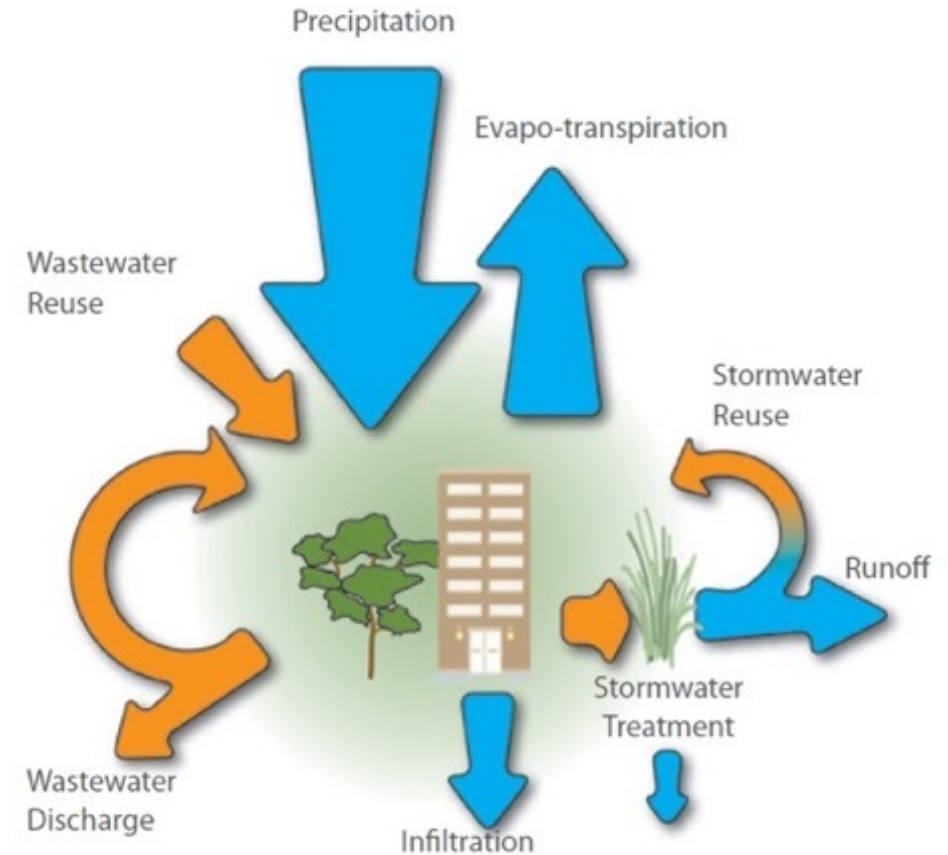 Precipitation
Evapo-transpiration
Wastewater
Reuse
Stormwater
Reuse
Runoff
Stormwater
Treatment
Wastewater
Discharge
Infiltration